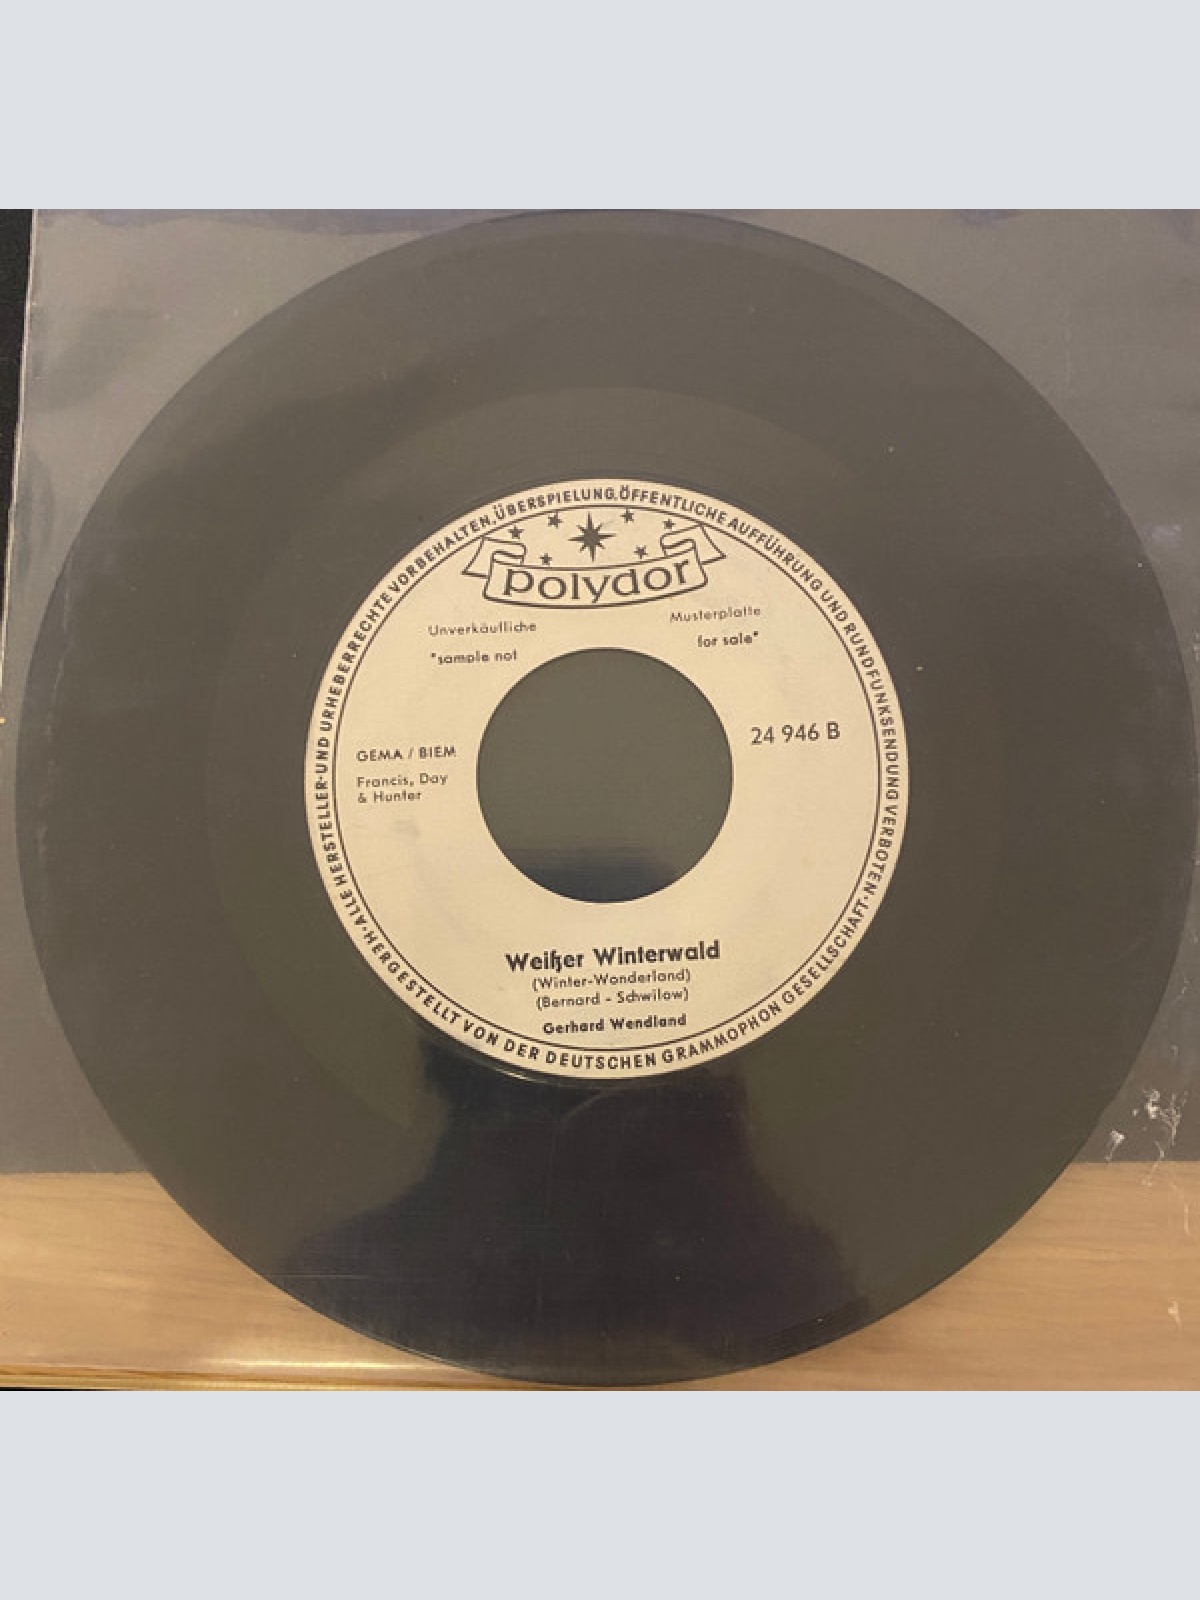 ALLE HERSTELLER-UND URHEBERRECHTE VORBEHALTEN, ÜBERSPIELUNG, ÖFFENTLICHE AUFFÜHRUNG UND RUNDFUNKSENDUNG VERBOTEN·
polydor
Unverkäufliche Musterplatte
"sample not for sale"
24 946 B
GEMA / BIEM
Francis, Day
& Hunter
Weißer Winterwald
(Winter-Wonderland)
(Bernard - Schwilow)
Gerhard Wendland
HERGESTELLT VON DER DEUTSCHEN GRAMMOPHON GESELLSCHAFT·